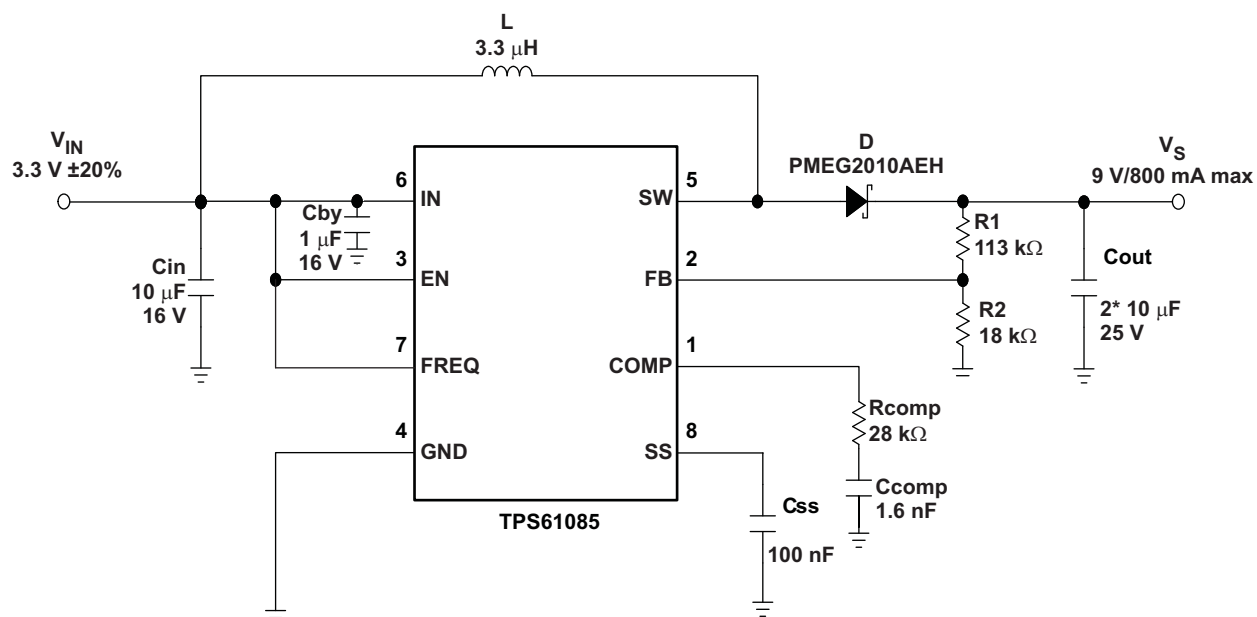 L
3.3 μH
V_IN
3.3 V ±20%
D
PMEG2010AEH
V_S
9 V/800 mA max
6
IN
SW
5
Cby
1 μF
16 V
R1
113 kΩ
Cin
10 μF
16 V
3
EN
FB
2
Cout
2* 10 μF
25 V
R2
18 kΩ
7
FREQ
COMP
1
Rcomp
28 kΩ
4
GND
SS
8
Ccomp
1.6 nF
Css
100 nF
TPS61085